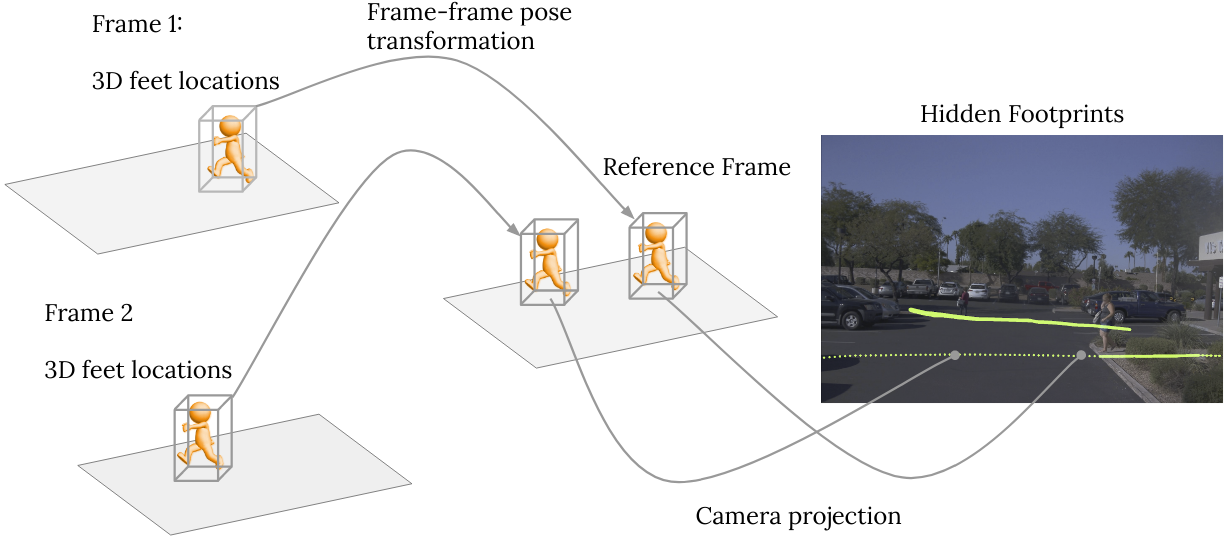 Frame 1:
3D feet locations
Frame-frame pose
transformation
Hidden Footprints
Reference Frame
Frame 2
3D feet locations
Camera projection